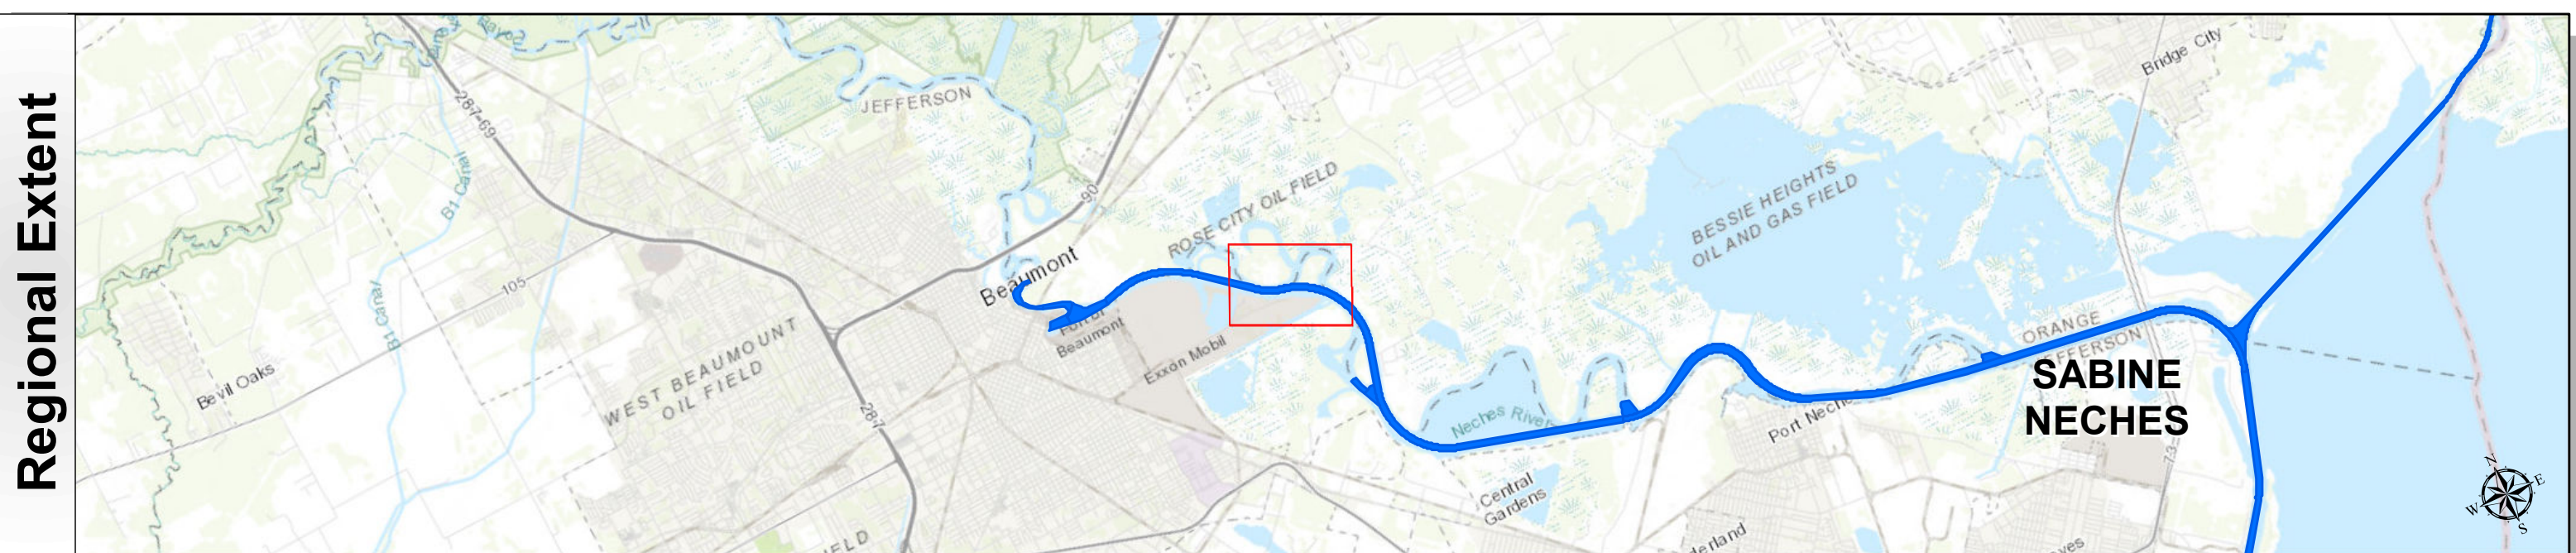 Regional Extent
Bayou
Bridge City
JEFFERSON
287-69
B1 Canal
90
ROSE CITY OIL FIELD
BESSIE HEIGHTS
OIL AND GAS FIELD
Beaumont
105
B1 Canal
Port of
Beaumont
Exxon Mobil
ORANGE
JEFFERSON
WEST BEAUMOUNT
OIL FIELD
Bevil Oaks
SABINE
NECHES
287
Neches River
Port Neches
73
Central
Gardens
N
E
W
S